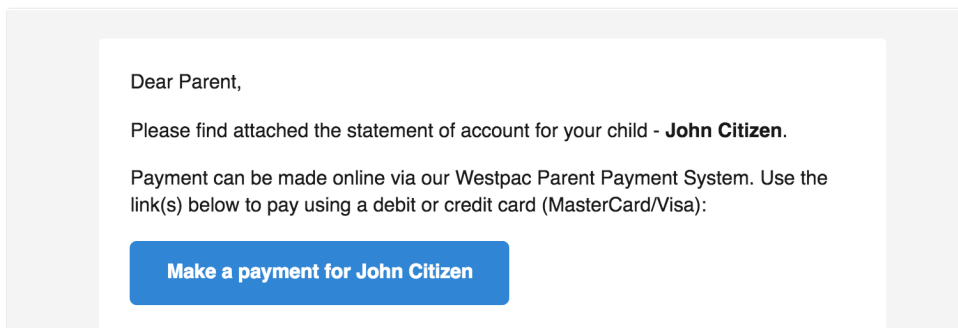 Dear Parent,
Please find attached the statement of account for your child - John Citizen.
Payment can be made online via our Westpac Parent Payment System. Use the
link(s) below to pay using a debit or credit card (MasterCard/Visa):
Make a payment for John Citizen